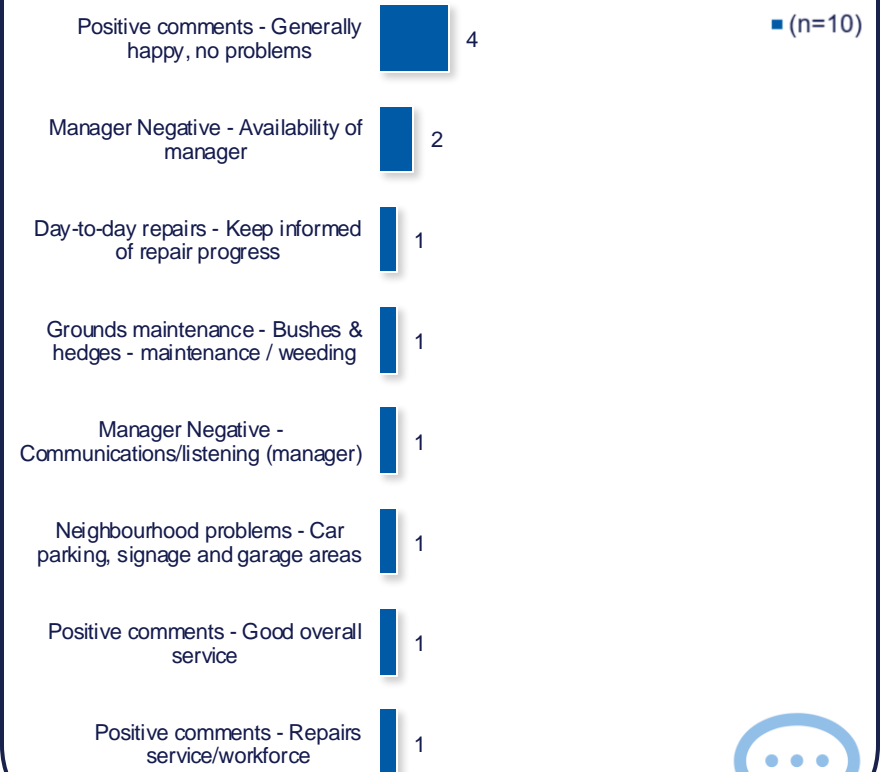 Positive comments - Generally
happy, no problems
4
(n=10)
Manager Negative - Availability of
manager
2
Day-to-day repairs - Keep informed
of repair progress
1
Grounds maintenance - Bushes &
hedges - maintenance / weeding
1
Manager Negative -
Communications/listening (manager)
1
Neighbourhood problems - Car
parking, signage and garage areas
1
Positive comments - Good overall
service
1
Positive comments - Repairs
service/workforce
1